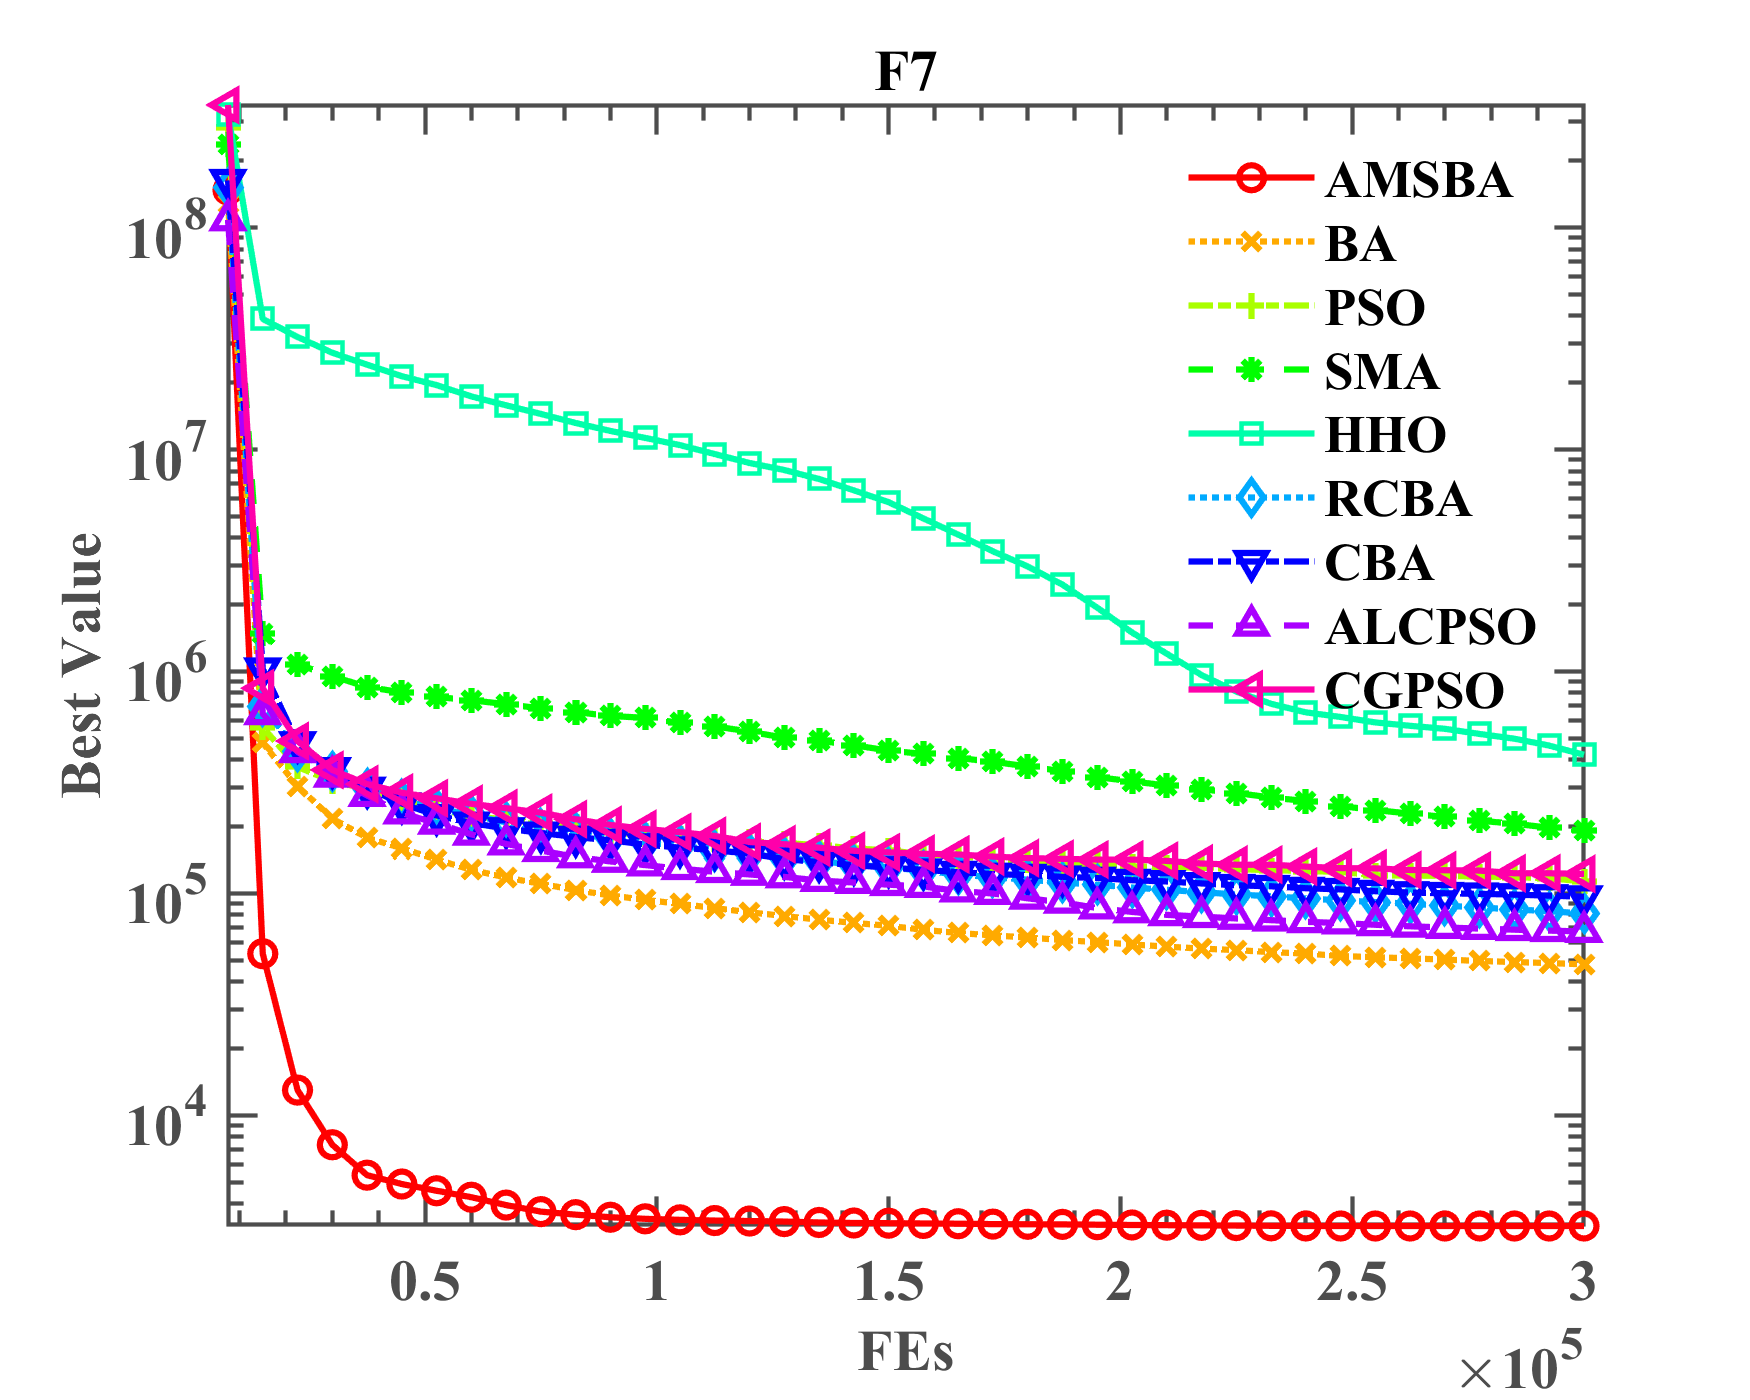 F7
Best Value
10^8
10^7
10^6
10^5
10^4
AMSBA
BA
PSO
SMA
HHO
RCBA
CBA
ALCPSO
CGPSO
0.5 1 1.5 2 2.5 3
FEs
×10^5